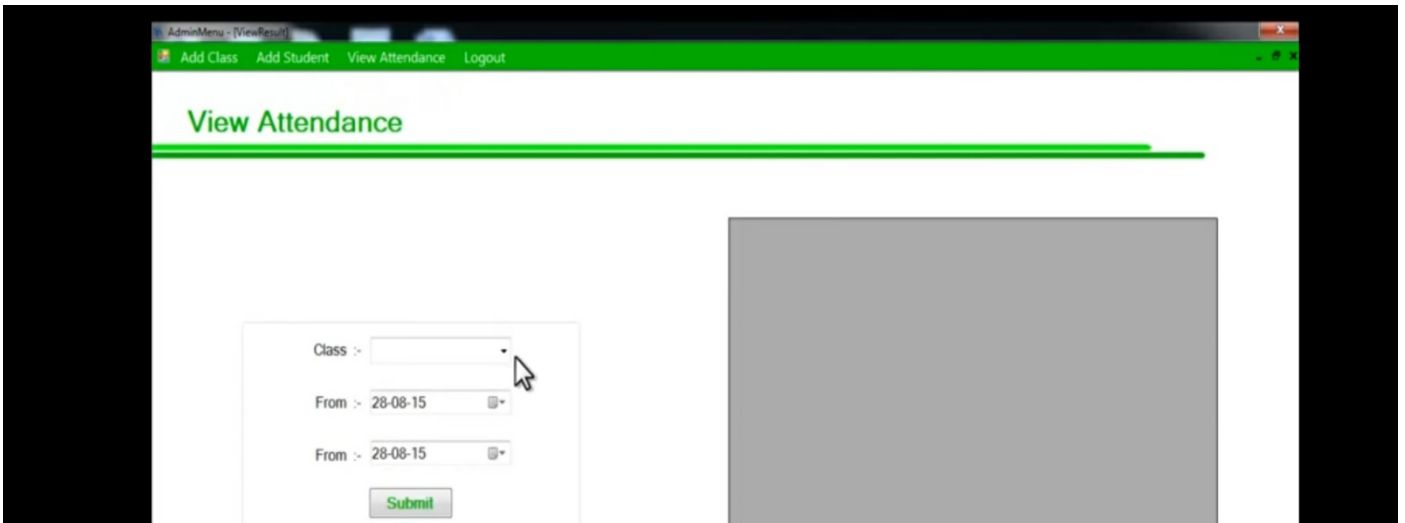 AdminMenu - [ViewResult]
Add Class Add Student View Attendance Logout
View Attendance
Class :-
From :- 28-08-15
From :- 28-08-15
Submit